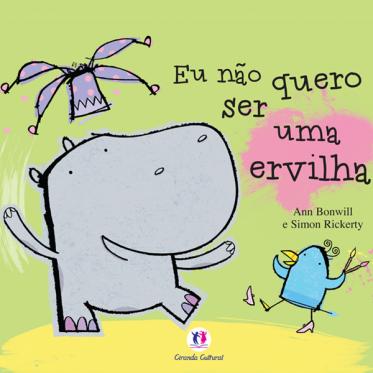 Eu não quero
ser uma
ervilha
Ann Bonwill
e Simon Rickerty
Ciranda Cultural